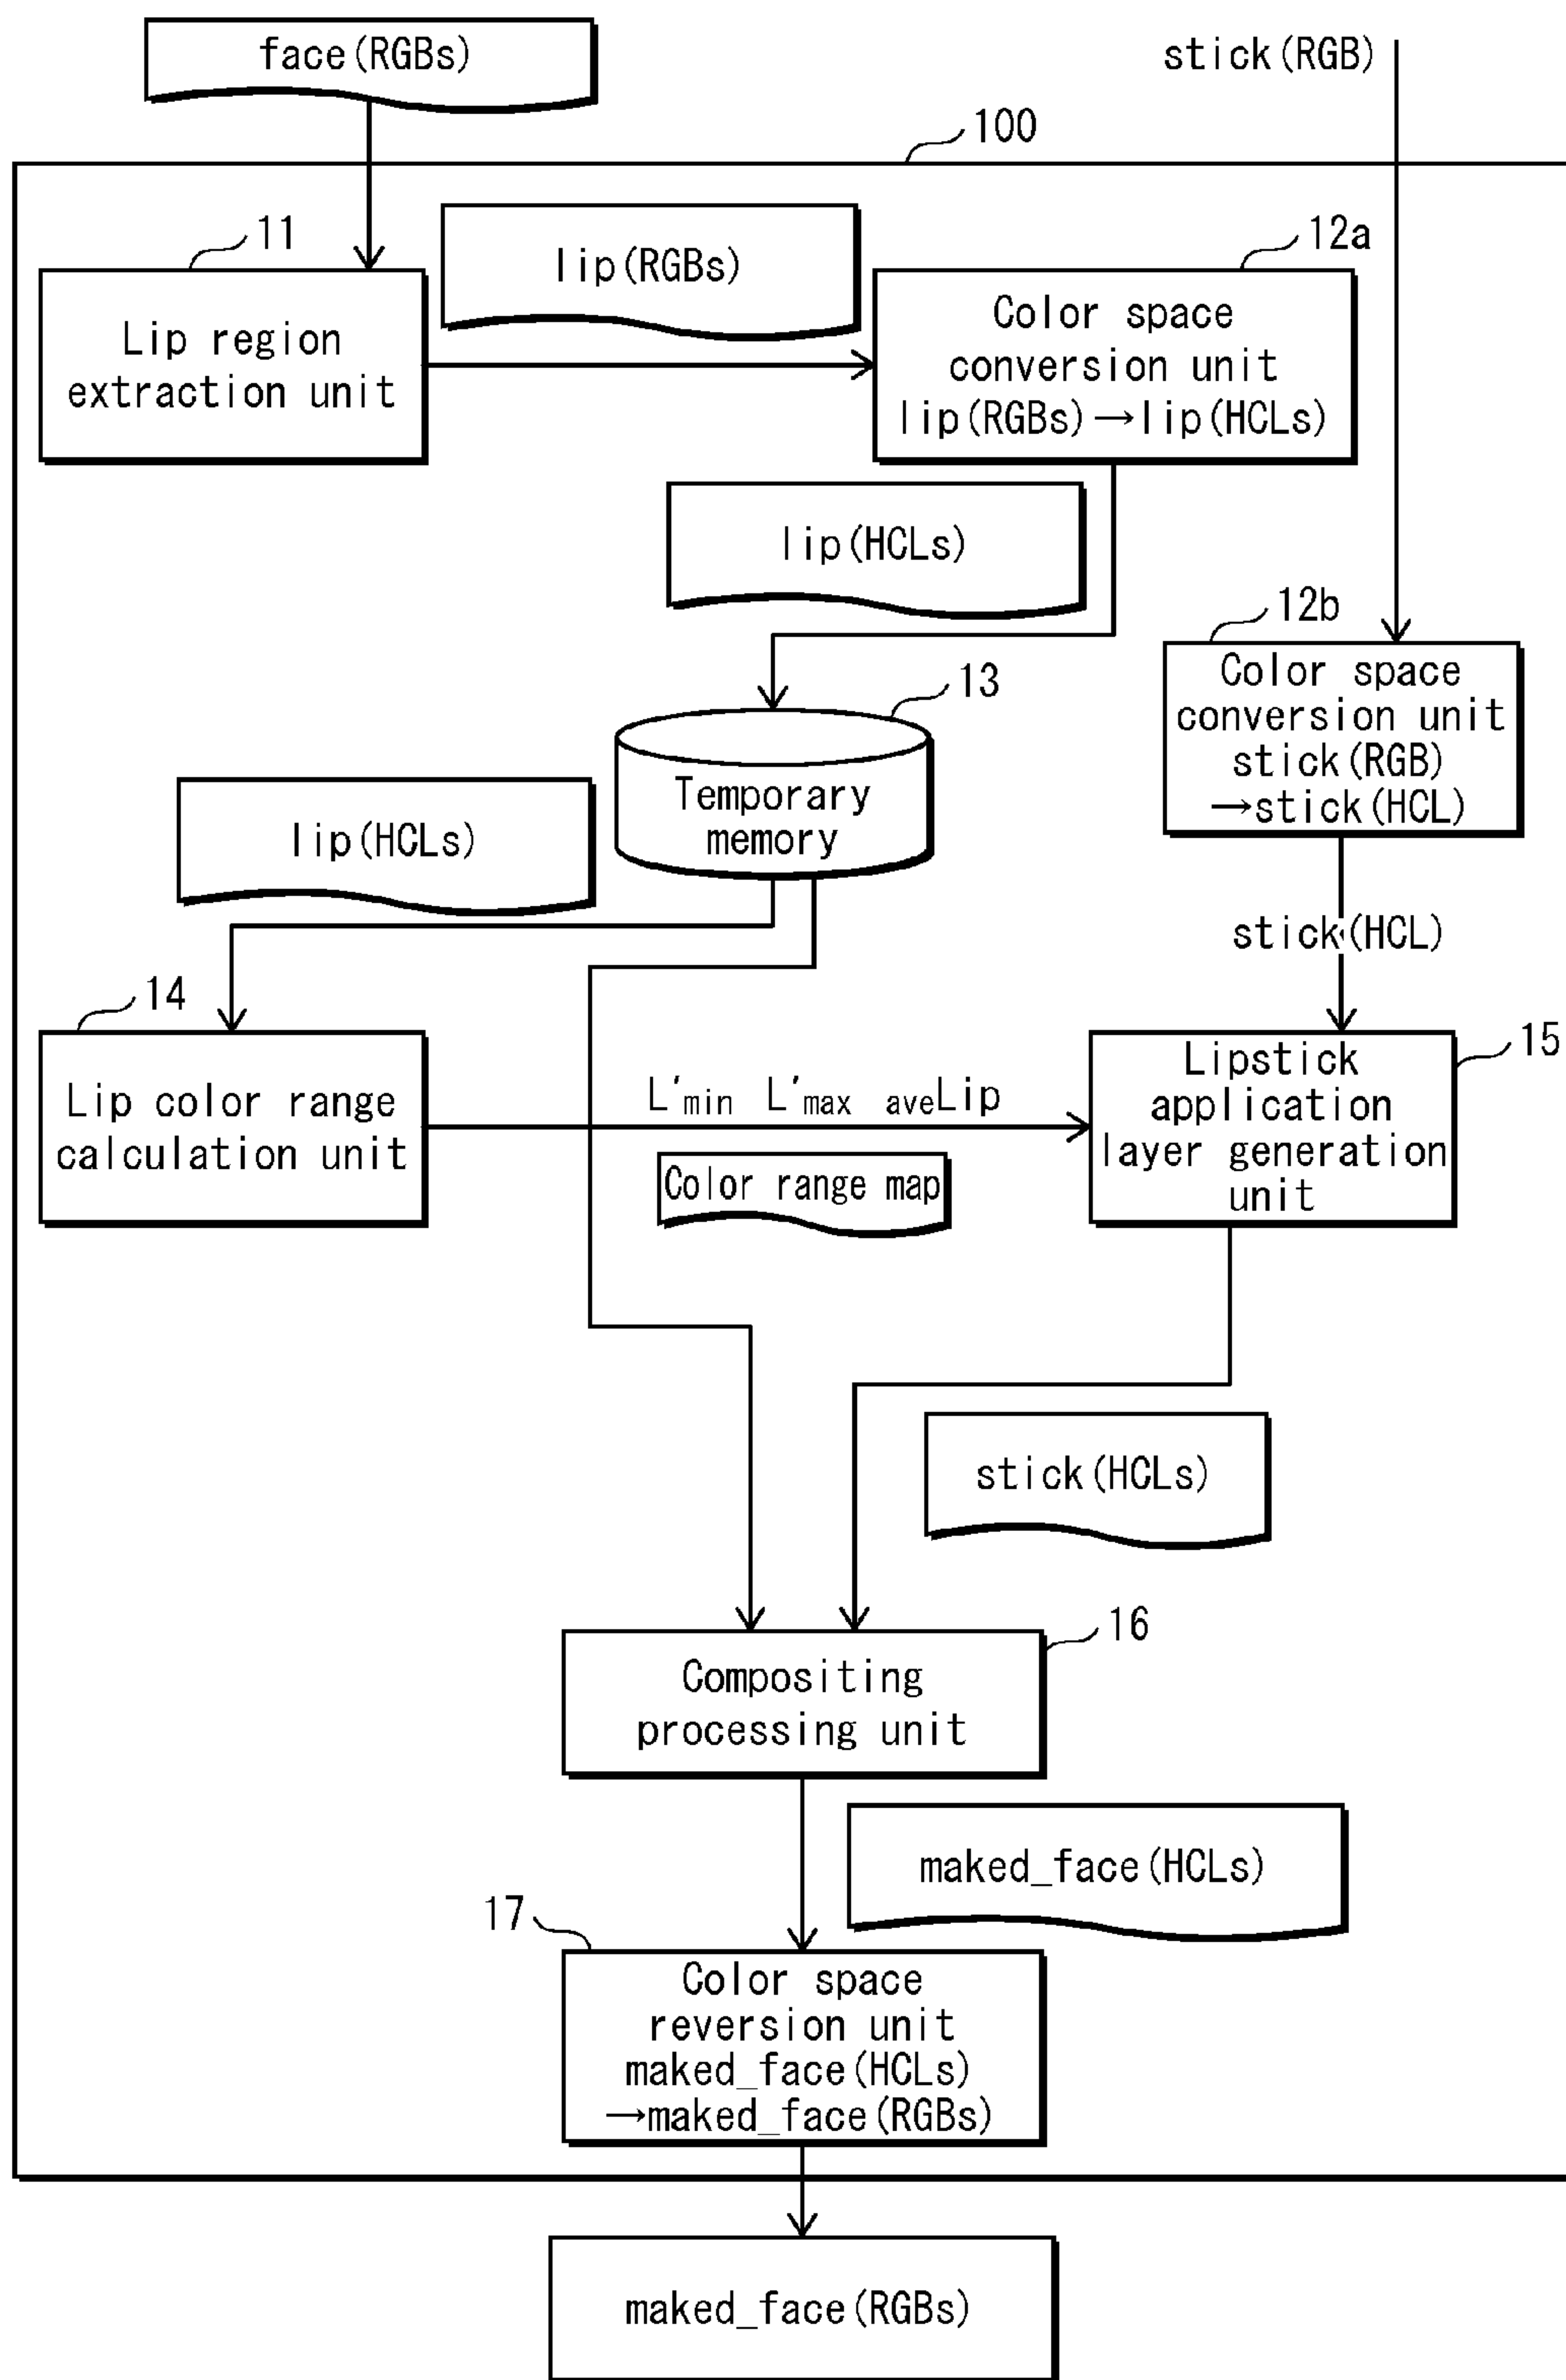 face(RGBs)
stick(RGB)
100
11
lip(RGBs)
12a
Lip region
extraction unit
Color space
conversion unit
lip(RGBs)→lip(HCLs)
lip(HCLs)
12b
Color space
conversion unit
stick(RGB)
→stick(HCL)
13
Temporary
memory
lip(HCLs)
stick(HCL)
14
Lip color range
calculation unit
L′min L′max aveLip
Color range map
15
Lipstick
application
layer generation
unit
stick(HCLs)
16
Compositing
processing unit
maked_face(HCLs)
17
Color space
reversion unit
maked_face(HCLs)
→maked_face(RGBs)
maked_face(RGBs)